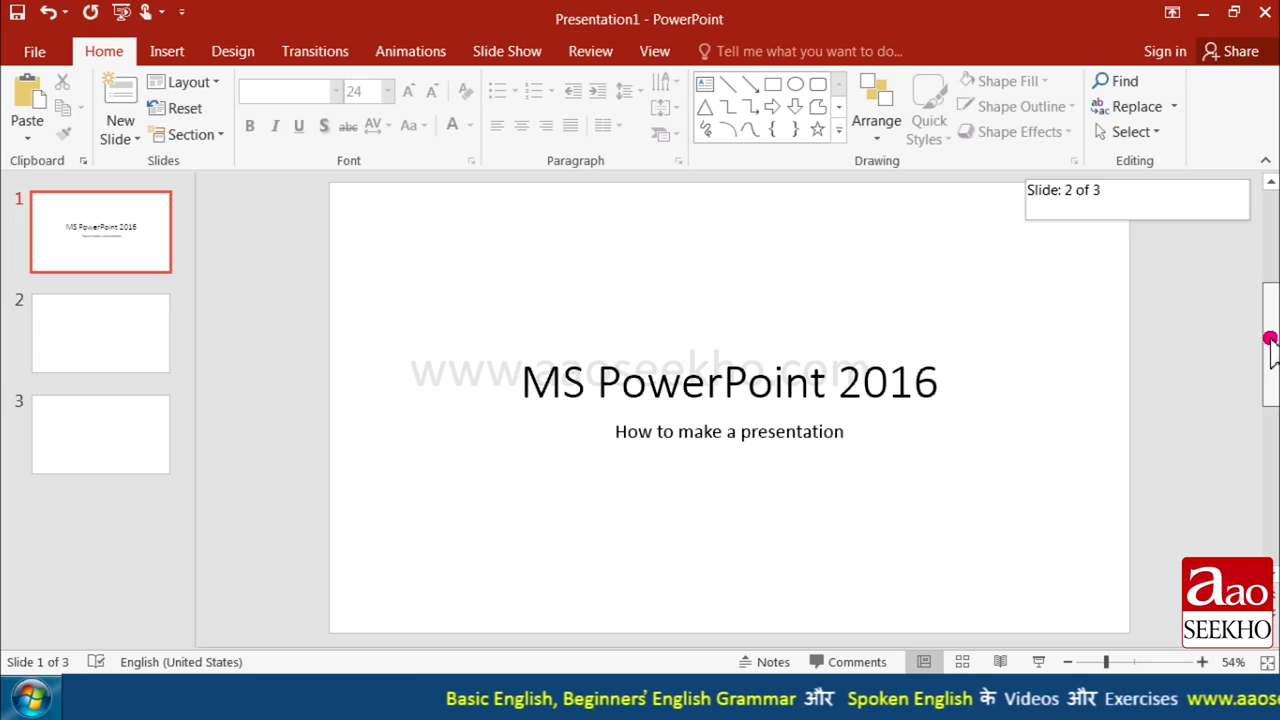 Presentation1 - PowerPoint
File Home Insert Design Transitions Animations Slide Show Review View Tell me what you want to do... Sign in Share
Paste
Clipboard
New Slide
Layout
Reset
Section
Slides
24
B I U S abc AV Aa A
Font
Paragraph
Arrange
Quick Styles
Shape Fill
Shape Outline
Shape Effects
Drawing
Find
Replace
Select
Editing
1
MS PowerPoint 2016
2
3
Slide: 2 of 3
www.aaoseekho.com
MS PowerPoint 2016
How to make a presentation
aao
SEEKHO
Slide 1 of 3 English (United States) Notes Comments 54%
Basic English, Beginners' English Grammar और Spoken English के Videos और Exercises www.aaos